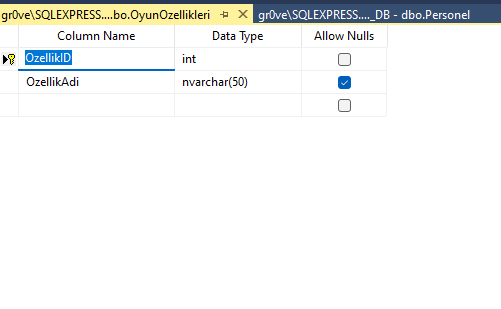 gr0ve\SQLEXPRESS....bo.OyunOzellikleri gr0ve\SQLEXPRESS...._DB - dbo.Personel
Column Name Data Type Allow Nulls
OzellikID int
OzellikAdi nvarchar(50)